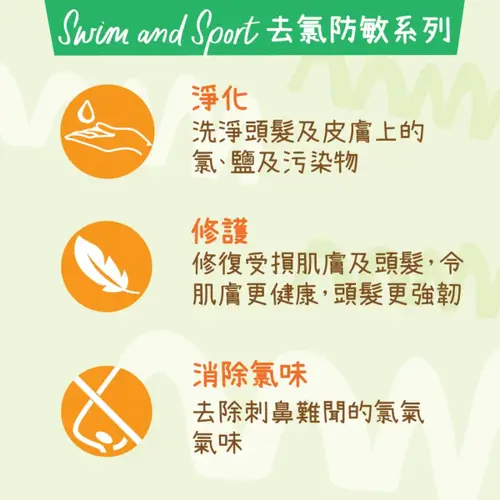 Swim and Sport 去氯防敏系列
淨化
洗淨頭髮及皮膚上的
氯、鹽及污染物
修護
修復受損肌膚及頭髮，令
肌膚更健康，頭髮更強韌
消除氯味
去除刺鼻難聞的氯氣
氣味